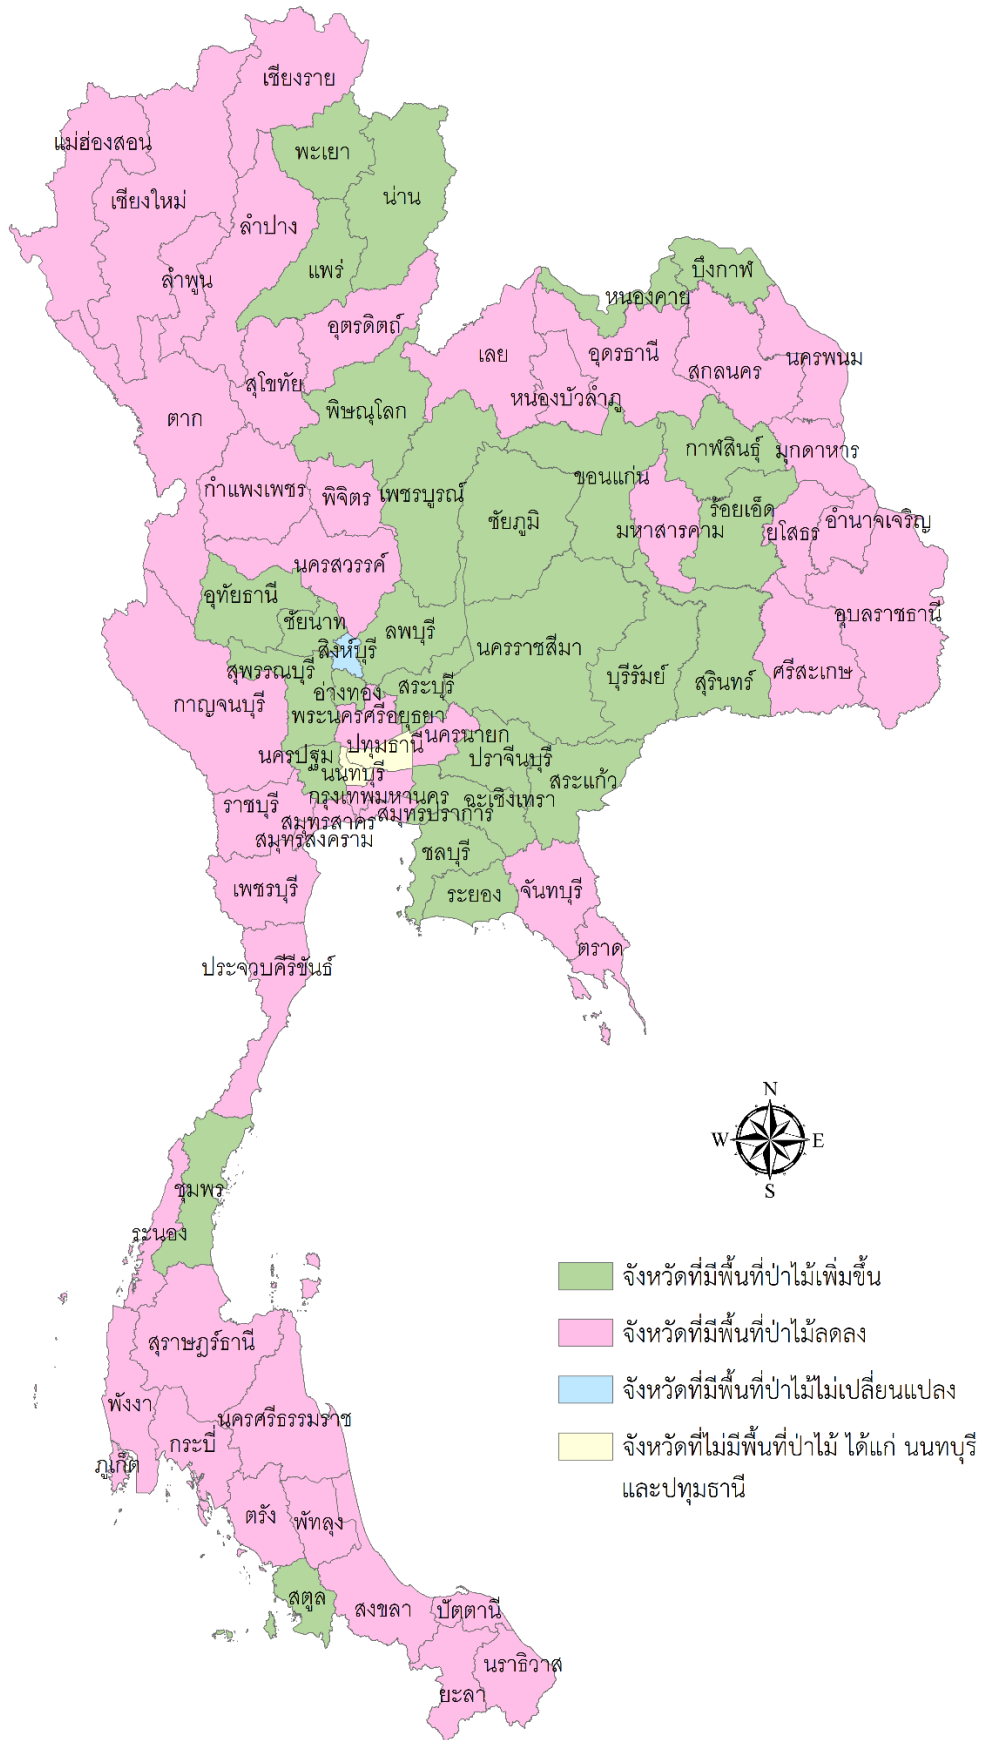 เชียงราย
แม่ฮ่องสอน
พะเยา
เชียงใหม่
น่าน
ลำปาง
แพร่
ลำพูน
บึงกาฬ
หนองคาย
อุตรดิตถ์
เลย
อุดรธานี
นครพนม
สกลนคร
สุโขทัย
หนองบัวลำภู
พิษณุโลก
ตาก
กาฬสินธุ์
มุกดาหาร
ขอนแก่น
กำแพงเพชร
พิจิตร
เพชรบูรณ์
ชัยภูมิ
ร้อยเอ็ด
มหาสารคาม
ยโสธร
อำนาจเจริญ
นครสวรรค์
อุทัยธานี
อุบลราชธานี
ชัยนาท
ลพบุรี
นครราชสีมา
สิงห์บุรี
สุพรรณบุรี
บุรีรัมย์
สุรินทร์
ศรีสะเกษ
อ่างทอง
สระบุรี
กาญจนบุรี
พระนครศรีอยุธยา
นครนายก
ปทุมธานี
นครปฐม
ปราจีนบุรี
สระแก้ว
นนทบุรี
ราชบุรี
กรุงเทพมหานคร
ฉะเชิงเทรา
สมุทรสาคร
สมุทรปราการ
สมุทรสงคราม
ชลบุรี
เพชรบุรี
ระยอง
จันทบุรี
ตราด
ประจวบคีรีขันธ์
N
W E
S
ชุมพร
ระนอง
จังหวัดที่มีพื้นที่ป่าไม้เพิ่มขึ้น
จังหวัดที่มีพื้นที่ป่าไม้ลดลง
สุราษฎร์ธานี
จังหวัดที่มีพื้นที่ป่าไม้ไม่เปลี่ยนแปลง
พังงา
นครศรีธรรมราช
กระบี่
จังหวัดที่ไม่มีพื้นที่ป่าไม้ ได้แก่ นนทบุรี
และปทุมธานี
ภูเก็ต
ตรัง
พัทลุง
สตูล
สงขลา
ปัตตานี
นราธิวาส
ยะลา